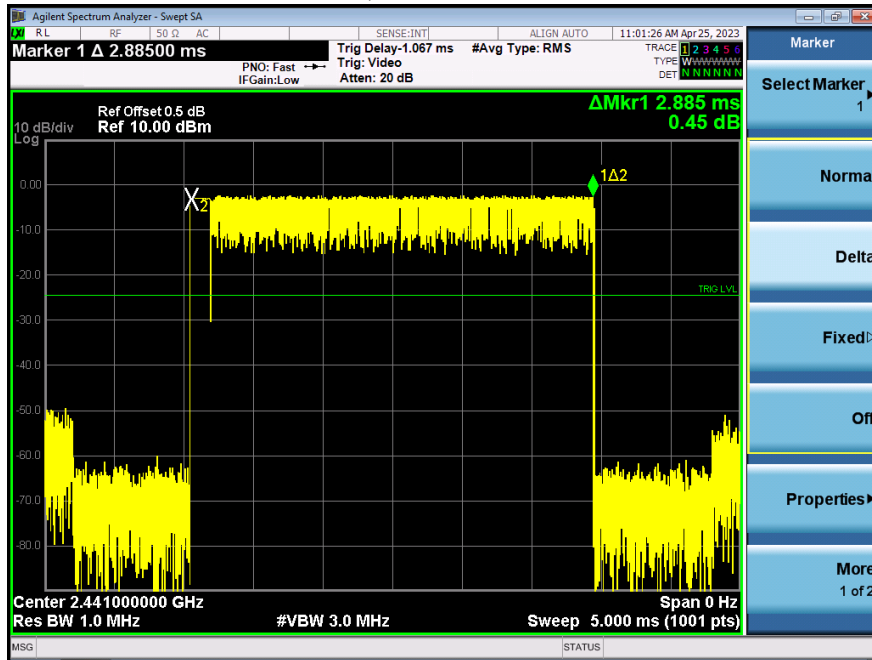 Agilent Spectrum Analyzer - Swept SA
LXI RL RF 50 Ω AC SENSE:INT ALIGN AUTO 11:01:26 AM Apr 25, 2023
Marker 1 Δ 2.88500 ms
Trig Delay-1.067 ms #Avg Type: RMS
TRACE 1 2 3 4 5 6
PNO: Fast Trig: Video
TYPE WWWWWW
IFGain:Low Atten: 20 dB
DET N N N N N N
ΔMkr1 2.885 ms
0.45 dB
Ref Offset 0.5 dB
10 dB/div Ref 10.00 dBm
Log
0.00
-10.0
-20.0
-30.0
-40.0
-50.0
-60.0
-70.0
-80.0
X2
1Δ2
TRIG LVL
Center 2.441000000 GHz Span 0 Hz
Res BW 1.0 MHz #VBW 3.0 MHz Sweep 5.000 ms (1001 pts)
MSG STATUS
Marker
Select Marker
1
Norma
Delta
Fixed
Off
Properties
More
1 of 2